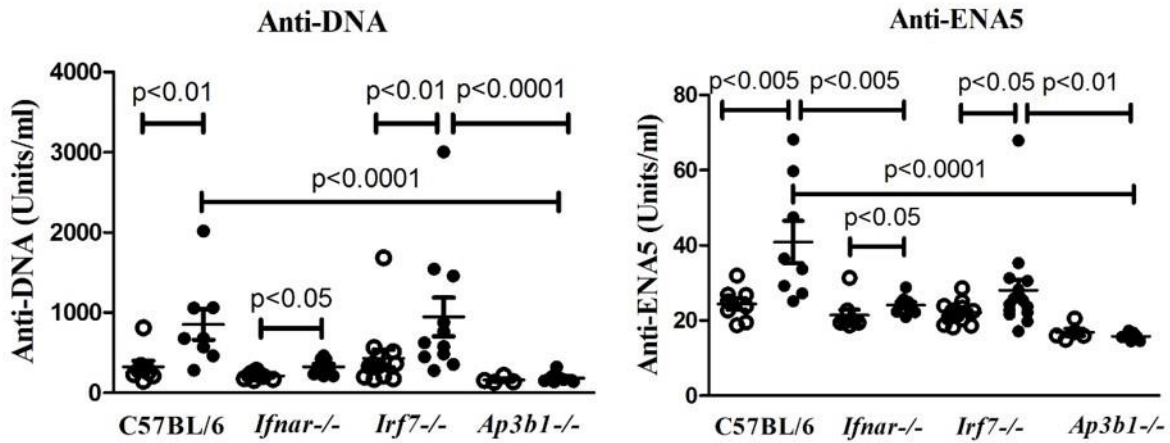 Anti-DNA
Anti-DNA (Units/ml)
4000
3000
2000
1000
0
p<0.01
p<0.01
p<0.0001
p<0.0001
p<0.05
C57BL/6 Ifnar-/- Irf7-/- Ap3b1-/-
Anti-ENA5
Anti-ENA5 (Units/ml)
80
60
40
20
0
p<0.005
p<0.005
p<0.05
p<0.01
p<0.0001
p<0.05
C57BL/6 Ifnar-/- Irf7-/- Ap3b1-/-